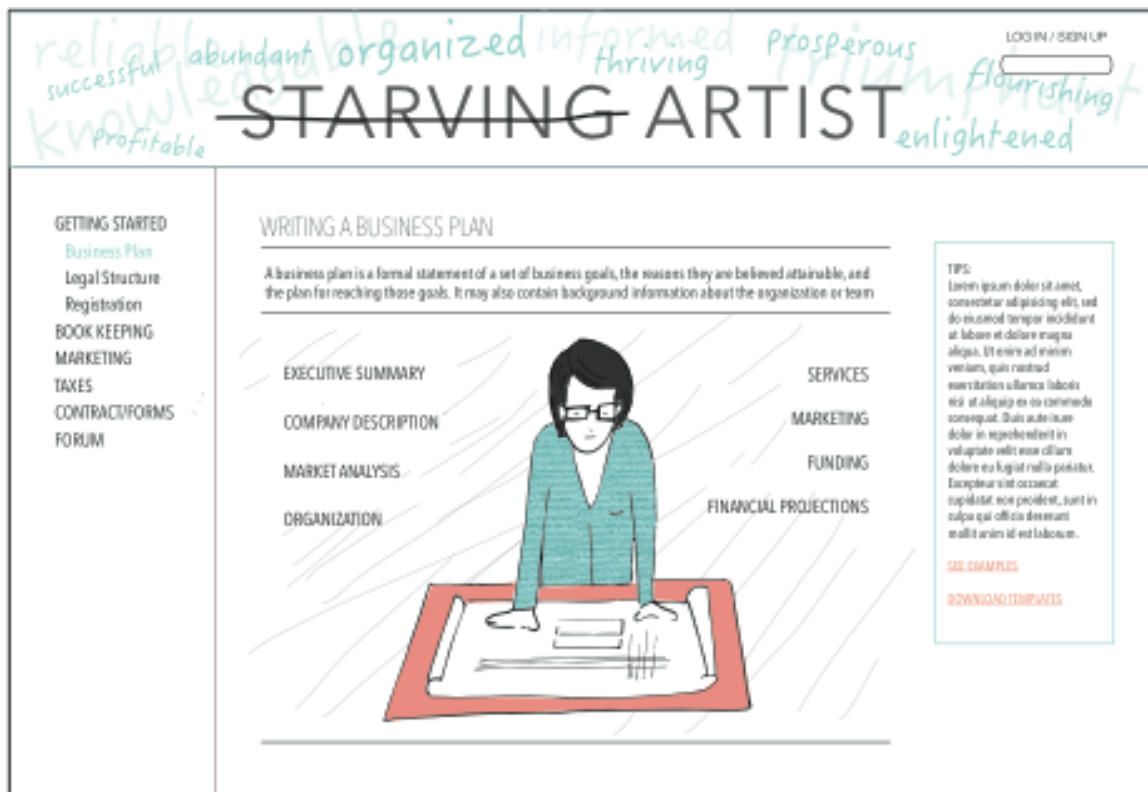 reliable
abundant
organized
informed
thriving
prosperous
LOG IN / SIGN UP
successful
knowledgable
triumphant
flourishing
profitable
STARVING ARTIST
enlightened
GETTING STARTED
Business Plan
Legal Structure
Registration
BOOK KEEPING
MARKETING
TAXES
CONTRACT/FORMS
FORUM
WRITING A BUSINESS PLAN
A business plan is a formal statement of a set of business goals, the reasons they are believed attainable, and
the plan for reaching those goals. It may also contain background information about the organization or team
EXECUTIVE SUMMARY
COMPANY DESCRIPTION
MARKET ANALYSIS
ORGANIZATION
SERVICES
MARKETING
FUNDING
FINANCIAL PROJECTIONS
TIPS:
Lorem ipsum dolor sit amet,
consectetur adipisicing elit, sed
do eiusmod tempor incididunt
ut labore et dolore magna
aliqua. Ut enim ad minim
veniam, quis nostrud
exercitation ullamco laboris
nisi ut aliquip ex ea commodo
consequat. Duis aute irure
dolor in reprehenderit in
voluptate velit esse cillum
dolore eu fugiat nulla pariatur.
Excepteur sint occaecat
cupidatat non proident, sunt in
culpa qui officia deserunt
mollit anim id est laborum.
SEE EXAMPLES
DOWNLOAD TEMPLATES